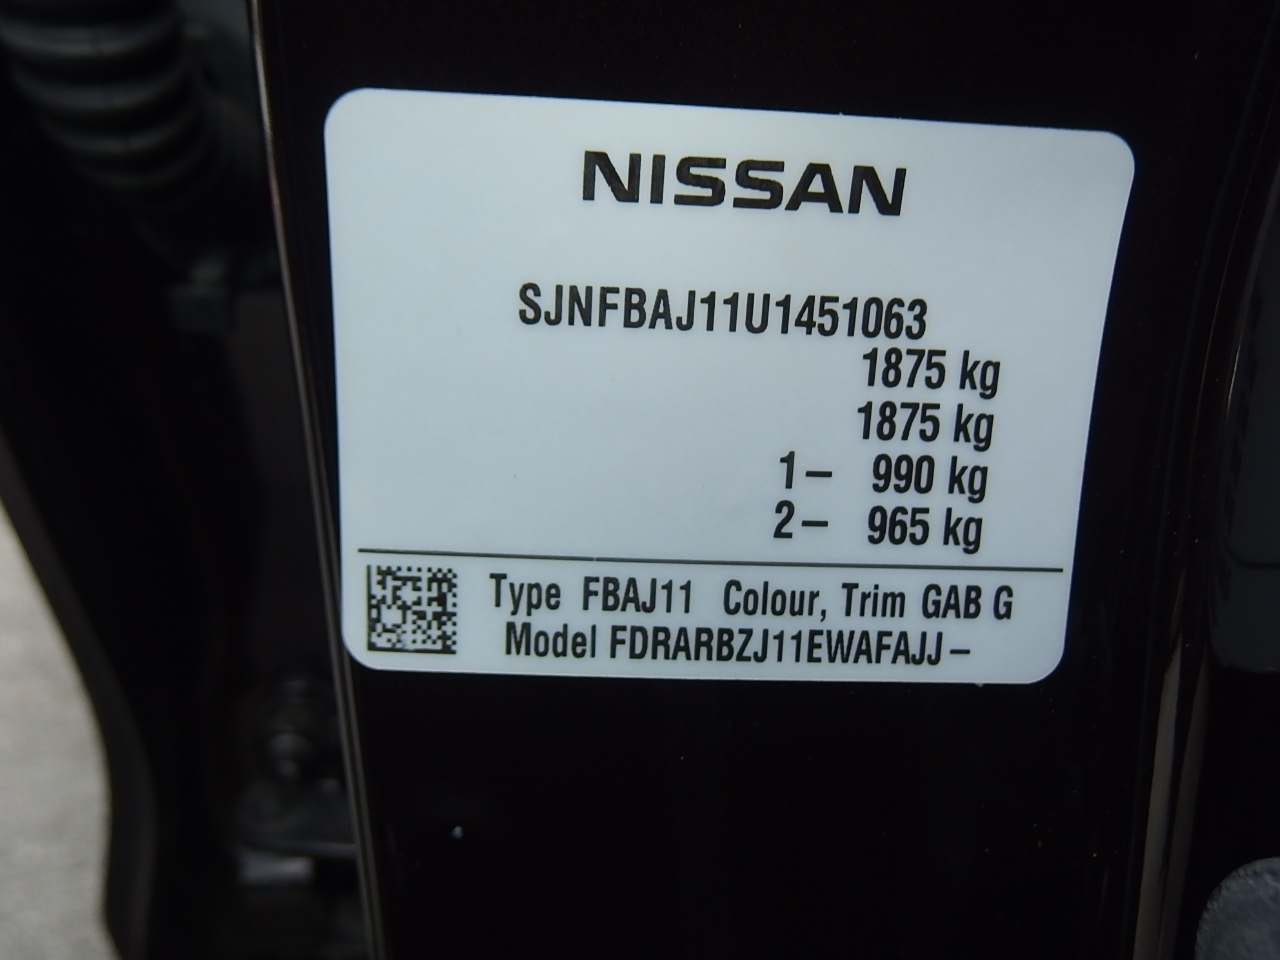 NISSAN
SJNFBAJ11U1451063
1875 kg
1875 kg
1– 990 kg
2– 965 kg
Type FBAJ11 Colour, Trim GAB G
Model FDRARBZJ11EWAFAJJ –